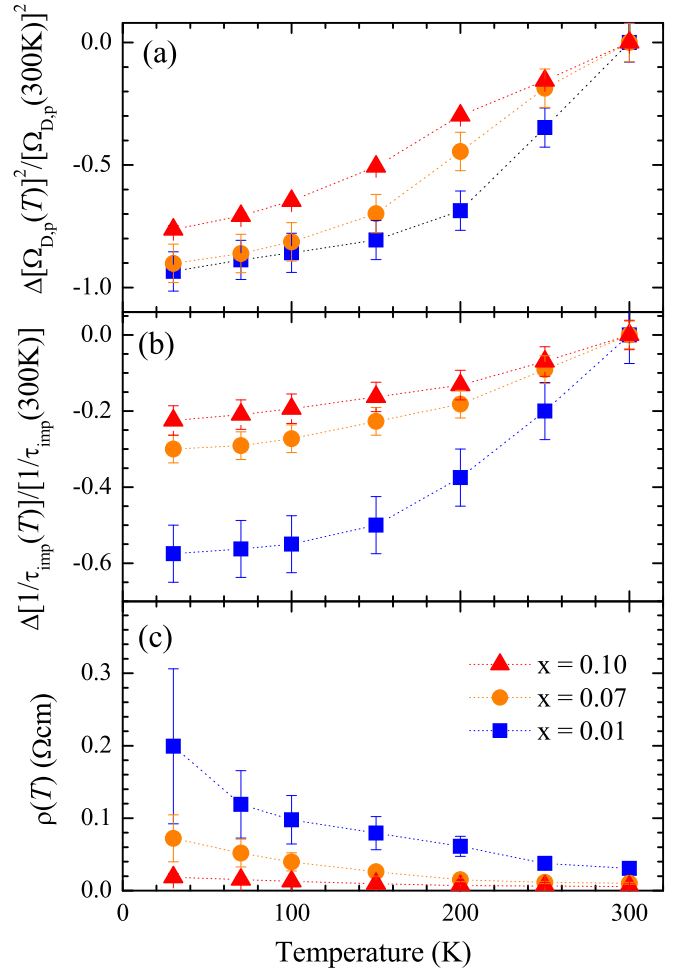 (a)
Δ[Ω_D,p(T)]²/[Ω_D,p(300K)]²
0.0
-0.5
-1.0
(b)
Δ[1/τ_imp(T)]/[1/τ_imp(300K)]
0.0
-0.2
-0.4
-0.6
(c)
ρ(T) (Ωcm)
0.3
0.2
0.1
0.0
x = 0.10
x = 0.07
x = 0.01
0 100 200 300
Temperature (K)